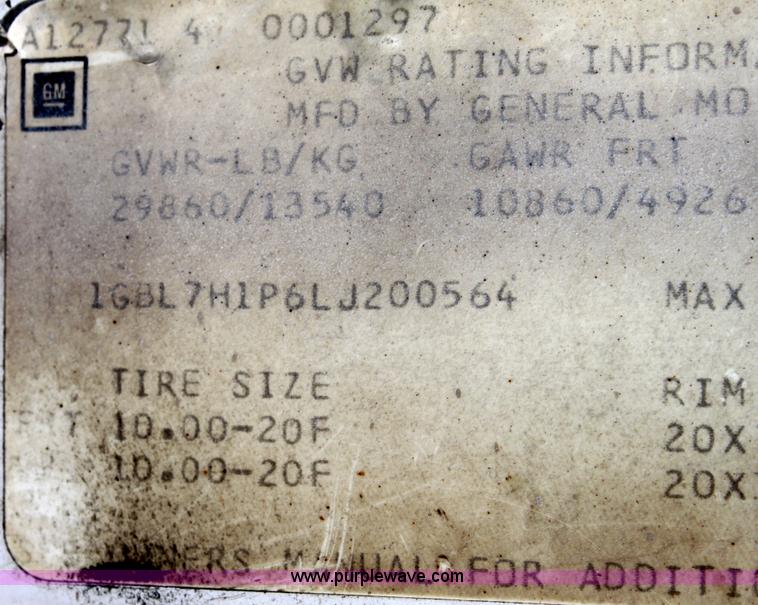 A12771 4 0001297
GM
GVW RATING INFORM
MFD BY GENERAL MO
GVWR-LB/KG GAWR FRT
29860/13540 10860/4926
1GBL7H1P6LJ200564 MAX
TIRE SIZE RIM
10.00-20F 20X
10.00-20F 20X
MANUALS FOR ADDITI
www.purplewave.com